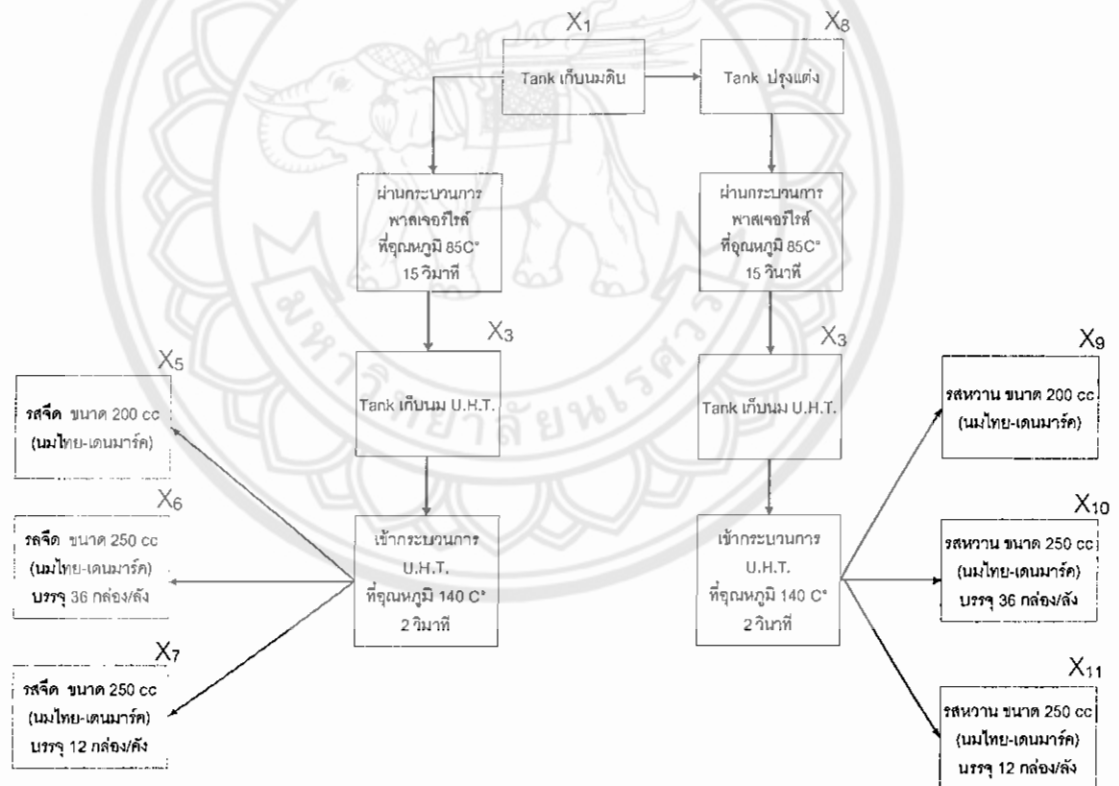 X1
X8
Tank เก็บนมดิบ
Tank ปรุงแต่ง
ผ่านกระบวนการ
พาสเจอร์ไรส์
ที่อุณหภูมิ 85C°
15 วินาที
ผ่านกระบวนการ
พาสเจอร์ไรส์
ที่อุณหภูมิ 85C°
15 วินาที
X3
Tank เก็บนม U.H.T.
X3
Tank เก็บนม U.H.T.
X5
รสจืด ขนาด 200 cc
(นมไทย-เดนมาร์ค)
X6
รสจืด ขนาด 250 cc
(นมไทย-เดนมาร์ค)
บรรจุ 36 กล่อง/ลัง
X7
รสจืด ขนาด 250 cc
(นมไทย-เดนมาร์ค)
บรรจุ 12 กล่อง/ลัง
เข้ากระบวนการ
U.H.T.
ที่อุณหภูมิ 140 C°
2 วินาที
เข้ากระบวนการ
U.H.T.
ที่อุณหภูมิ 140 C°
2 วินาที
X9
รสหวาน ขนาด 200 cc
(นมไทย-เดนมาร์ค)
X10
รสหวาน ขนาด 250 cc
(นมไทย-เดนมาร์ค)
บรรจุ 36 กล่อง/ลัง
X11
รสหวาน ขนาด 250 cc
(นมไทย-เดนมาร์ค)
บรรจุ 12 กล่อง/ลัง
มหาวิทยาลัยนเรศวร